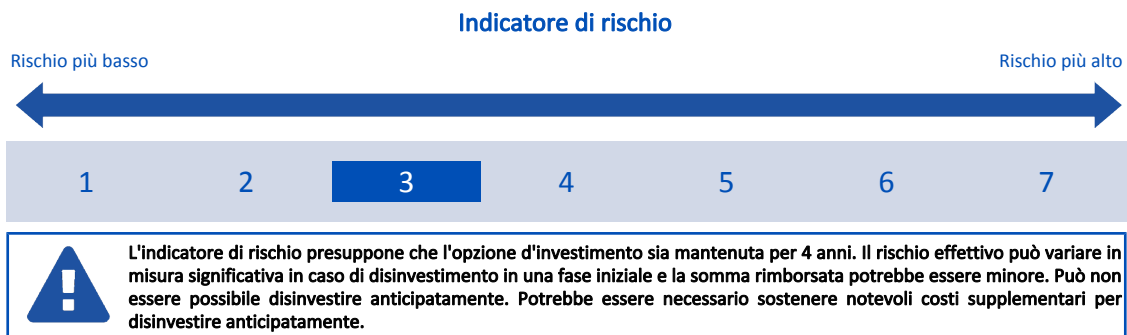 Indicatore di rischio
Rischio più basso
Rischio più alto
1 2 3 4 5 6 7
L'indicatore di rischio presuppone che l'opzione d'investimento sia mantenuta per 4 anni. Il rischio effettivo può variare in
misura significativa in caso di disinvestimento in una fase iniziale e la somma rimborsata potrebbe essere minore. Può non
essere possibile disinvestire anticipatamente. Potrebbe essere necessario sostenere notevoli costi supplementari per
disinvestire anticipatamente.